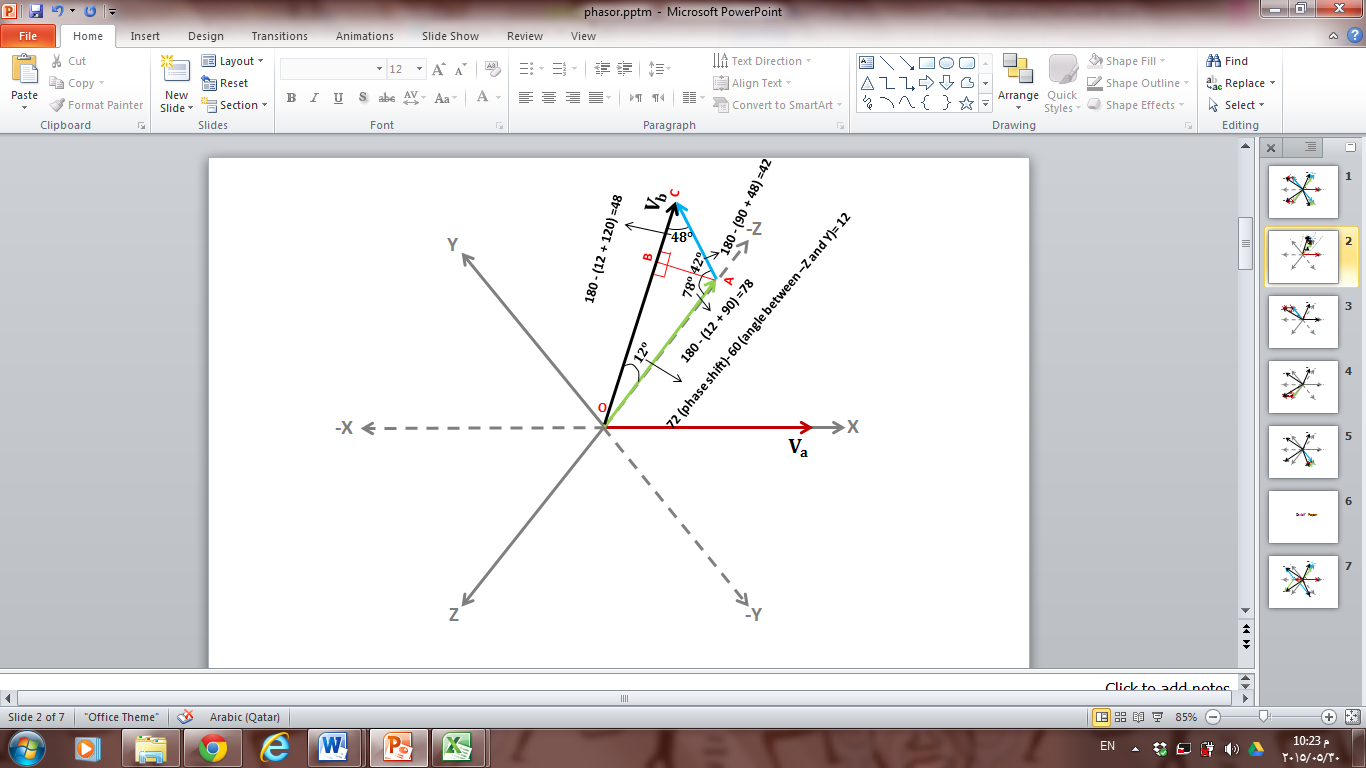 phasor.pptm - Microsoft PowerPoint
File Home Insert Design Transitions Animations Slide Show Review View
Paste
Cut
Copy
Format Painter
Clipboard
New
Slide
Layout
Reset
Section
Slides
12
B I U S abc AV Aa A
Font
Paragraph
Text Direction
Align Text
Convert to SmartArt
Arrange
Quick
Styles
Shape Fill
Shape Outline
Shape Effects
Drawing
Find
Replace
Select
Editing
180 - (12 + 120) =48
Vb
C
48°
180 - (90 + 48) =42
-Z
Y
B
42°
78°
A
180 - (12 + 90) =78
72 (phase shift)- 60 (angle between –Z and Y)= 12
12°
O
-X
X
Va
Z
-Y
1
2
3
4
5
6
7
Click to add notes
Slide 2 of 7
"Office Theme"
Arabic (Qatar)
85%
EN
10:23 م
٢٠١٥/٠٥/٣٠